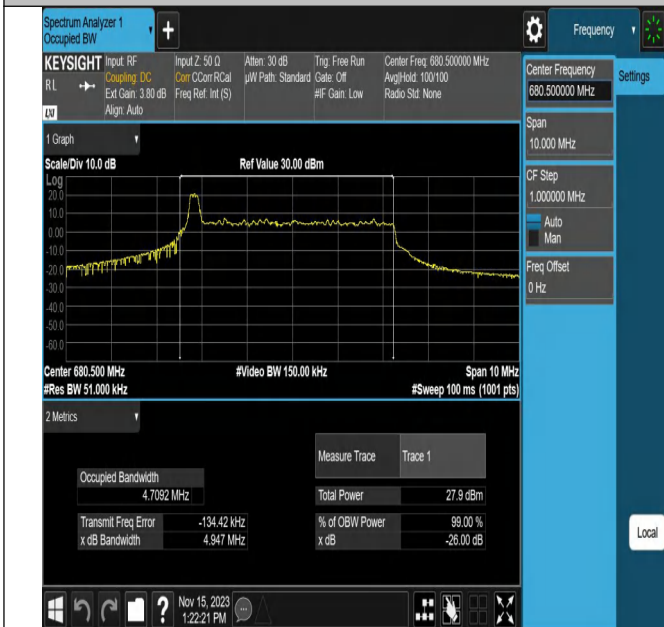 Spectrum Analyzer 1
Occupied BW
Frequency
KEYSIGHT
RL
LXI
Input: RF
Coupling: DC
Ext Gain: 3.80 dB
Align: Auto
Input Z: 50 Ω
Corr CCorr RCal
Freq Ref: Int (S)
Atten: 30 dB
µW Path: Standard
Trig: Free Run
Gate: Off
#IF Gain: Low
Center Freq: 680.500000 MHz
Avg|Hold: 100/100
Radio Std: None
Center Frequency
680.500000 MHz
Settings
Span
10.000 MHz
CF Step
1.000000 MHz
Auto
Man
Freq Offset
0 Hz
Local
1 Graph
Scale/Div 10.0 dB
Ref Value 30.00 dBm
Log
20.0
10.0
0.00
-10.0
-20.0
-30.0
-40.0
-50.0
-60.0
Center 680.500 MHz
#Video BW 150.00 kHz
Span 10 MHz
#Res BW 51.000 kHz
#Sweep 100 ms (1001 pts)
2 Metrics
Measure Trace Trace 1
Occupied Bandwidth
4.7092 MHz
Total Power 27.9 dBm
Transmit Freq Error -134.42 kHz
% of OBW Power 99.00 %
x dB Bandwidth 4.947 MHz
x dB -26.00 dB
?
Nov 15, 2023
1:22:21 PM